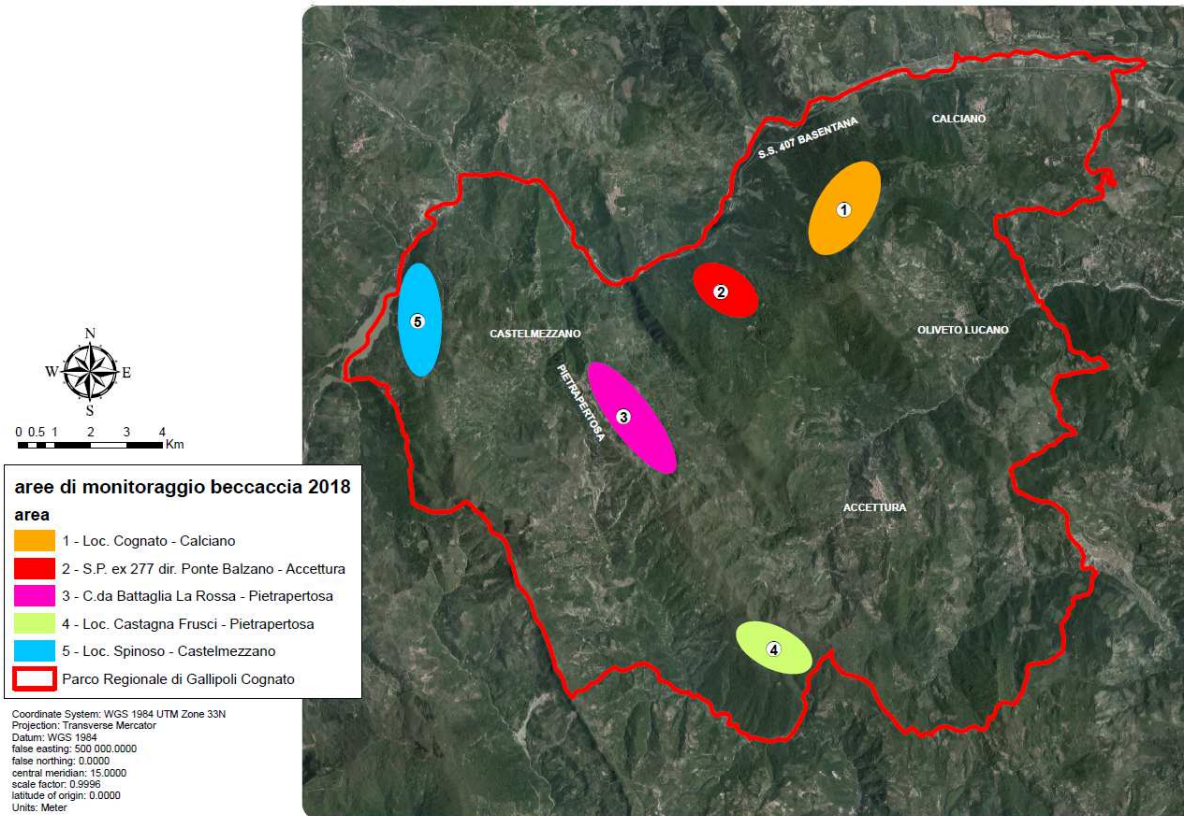 S.S. 407 BASENTANA
CALCIANO
1
2
5
CASTELMEZZANO
OLIVETO LUCANO
PIETRAPERTOSA
3
ACCETTURA
4
N
W E
S
0 0.5 1 2 3 4
Km
aree di monitoraggio beccaccia 2018
area
1 - Loc. Cognato - Calciano
2 - S.P. ex 277 dir. Ponte Balzano - Accettura
3 - C.da Battaglia La Rossa - Pietrapertosa
4 - Loc. Castagna Frusci - Pietrapertosa
5 - Loc. Spinoso - Castelmezzano
Parco Regionale di Gallipoli Cognato
Coordinate System: WGS 1984 UTM Zone 33N
Projection: Transverse Mercator
Datum: WGS 1984
false easting: 500 000.0000
false northing: 0.0000
central meridian: 15.0000
scale factor: 0.9996
latitude of origin: 0.0000
Units: Meter